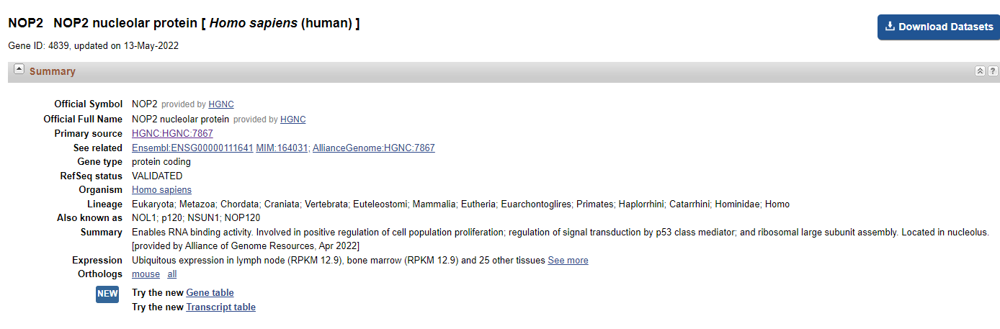 NOP2 NOP2 nucleolar protein [ Homo sapiens (human) ]
Download Datasets
Gene ID: 4839, updated on 13-May-2022
Summary
?
Official Symbol NOP2 provided by HGNC
Official Full Name NOP2 nucleolar protein provided by HGNC
Primary source HGNC:HGNC:7867
See related Ensembl:ENSG00000111641 MIM:164031; AllianceGenome:HGNC:7867
Gene type protein coding
RefSeq status VALIDATED
Organism Homo sapiens
Lineage Eukaryota; Metazoa; Chordata; Craniata; Vertebrata; Euteleostomi; Mammalia; Eutheria; Euarchontoglires; Primates; Haplorrhini; Catarrhini; Hominidae; Homo
Also known as NOL1; p120; NSUN1; NOP120
Summary Enables RNA binding activity. Involved in positive regulation of cell population proliferation; regulation of signal transduction by p53 class mediator; and ribosomal large subunit assembly. Located in nucleolus.
[provided by Alliance of Genome Resources, Apr 2022]
Expression Ubiquitous expression in lymph node (RPKM 12.9), bone marrow (RPKM 12.9) and 25 other tissues See more
Orthologs mouse all
NEW Try the new Gene table
Try the new Transcript table